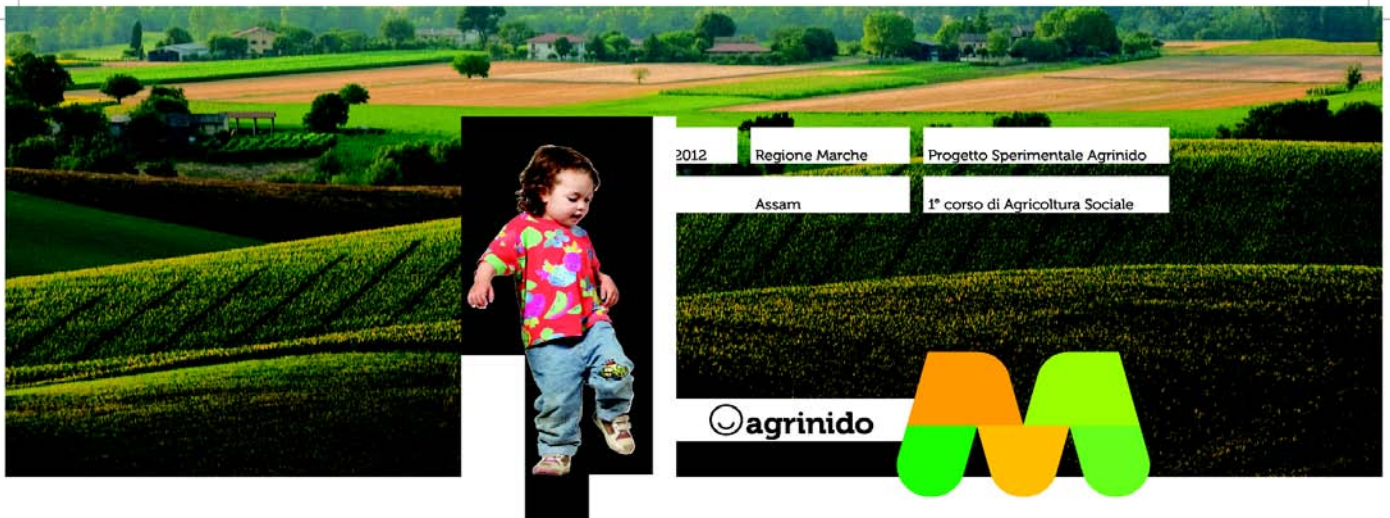 2012 Regione Marche Progetto Sperimentale Agrinido
Assam 1° corso di Agricoltura Sociale
agrinido